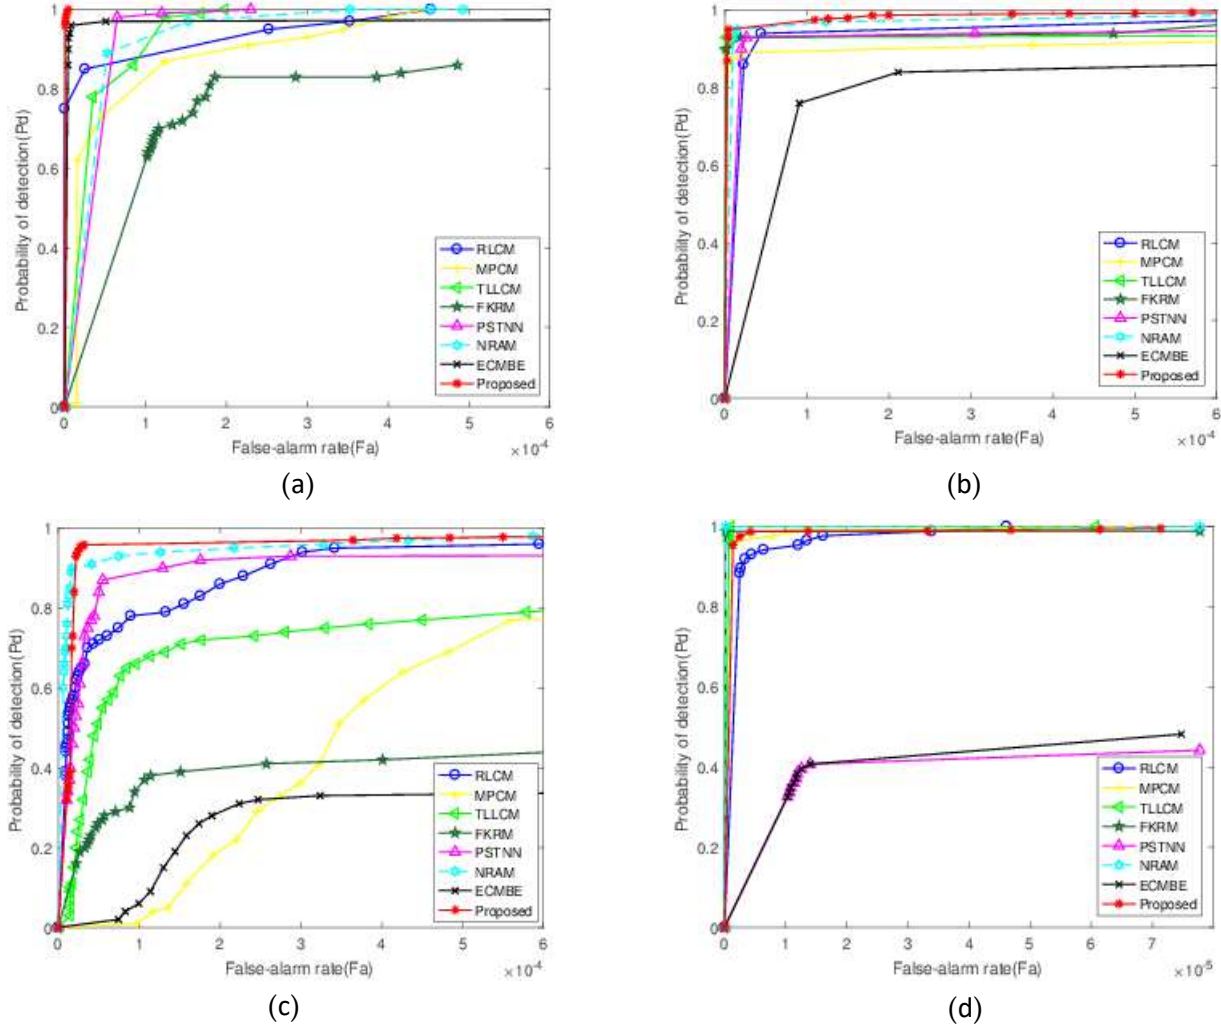 1
0.8
0.6
0.4
0.2
0
0 1 2 3 4 5 6
Probability of detection(Pd)
False-alarm rate(Fa)
×10⁻⁴
RLCM
MPCM
TLLCM
FKRM
PSTNN
NRAM
ECMBE
Proposed
(a)
1
0.8
0.6
0.4
0.2
0
0 1 2 3 4 5 6
Probability of detection(Pd)
False-alarm rate(Fa)
×10⁻⁴
RLCM
MPCM
TLLCM
FKRM
PSTNN
NRAM
ECMBE
Proposed
(b)
1
0.8
0.6
0.4
0.2
0
0 1 2 3 4 5 6
Probability of detection(Pd)
False-alarm rate(Fa)
×10⁻⁴
RLCM
MPCM
TLLCM
FKRM
PSTNN
NRAM
ECMBE
Proposed
(c)
1
0.8
0.6
0.4
0.2
0
0 1 2 3 4 5 6 7
Probability of detection(Pd)
False-alarm rate(Fa)
×10⁻⁵
RLCM
MPCM
TLLCM
FKRM
PSTNN
NRAM
ECMBE
Proposed
(d)